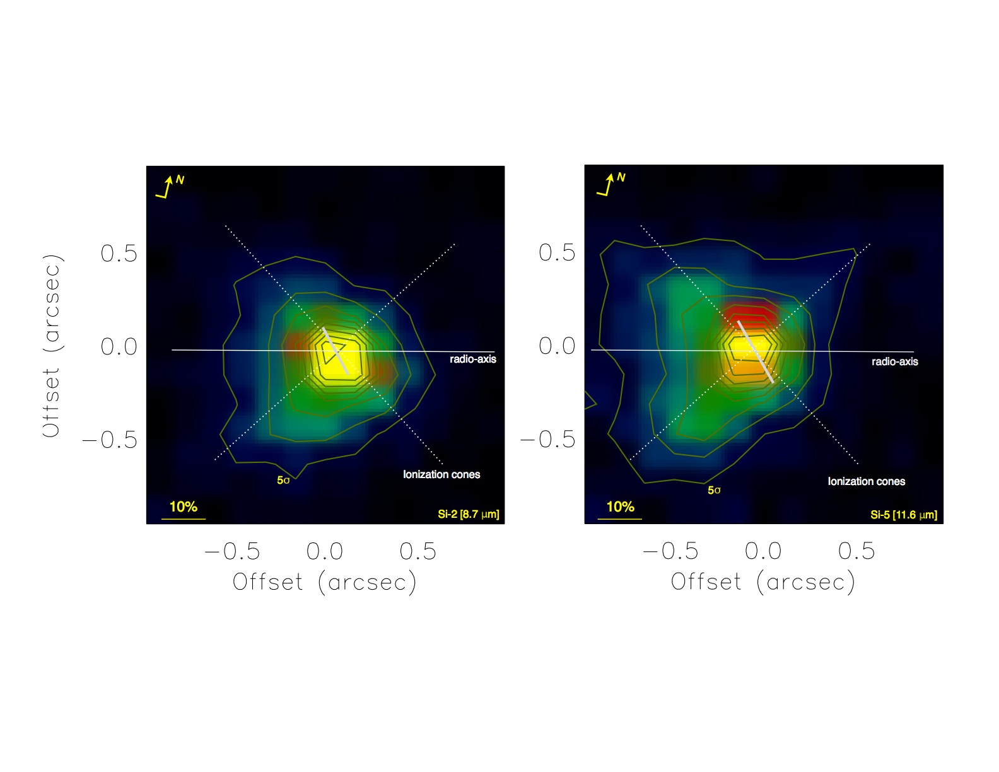 N
N
0.5
0.0
−0.5
Offset (arcsec)
radio-axis
Ionization cones
5σ
10%
Si-2 [8.7 μm]
−0.5 0.0 0.5
Offset (arcsec)
0.5
0.0
−0.5
radio-axis
Ionization cones
5σ
10%
Si-5 [11.6 μm]
−0.5 0.0 0.5
Offset (arcsec)